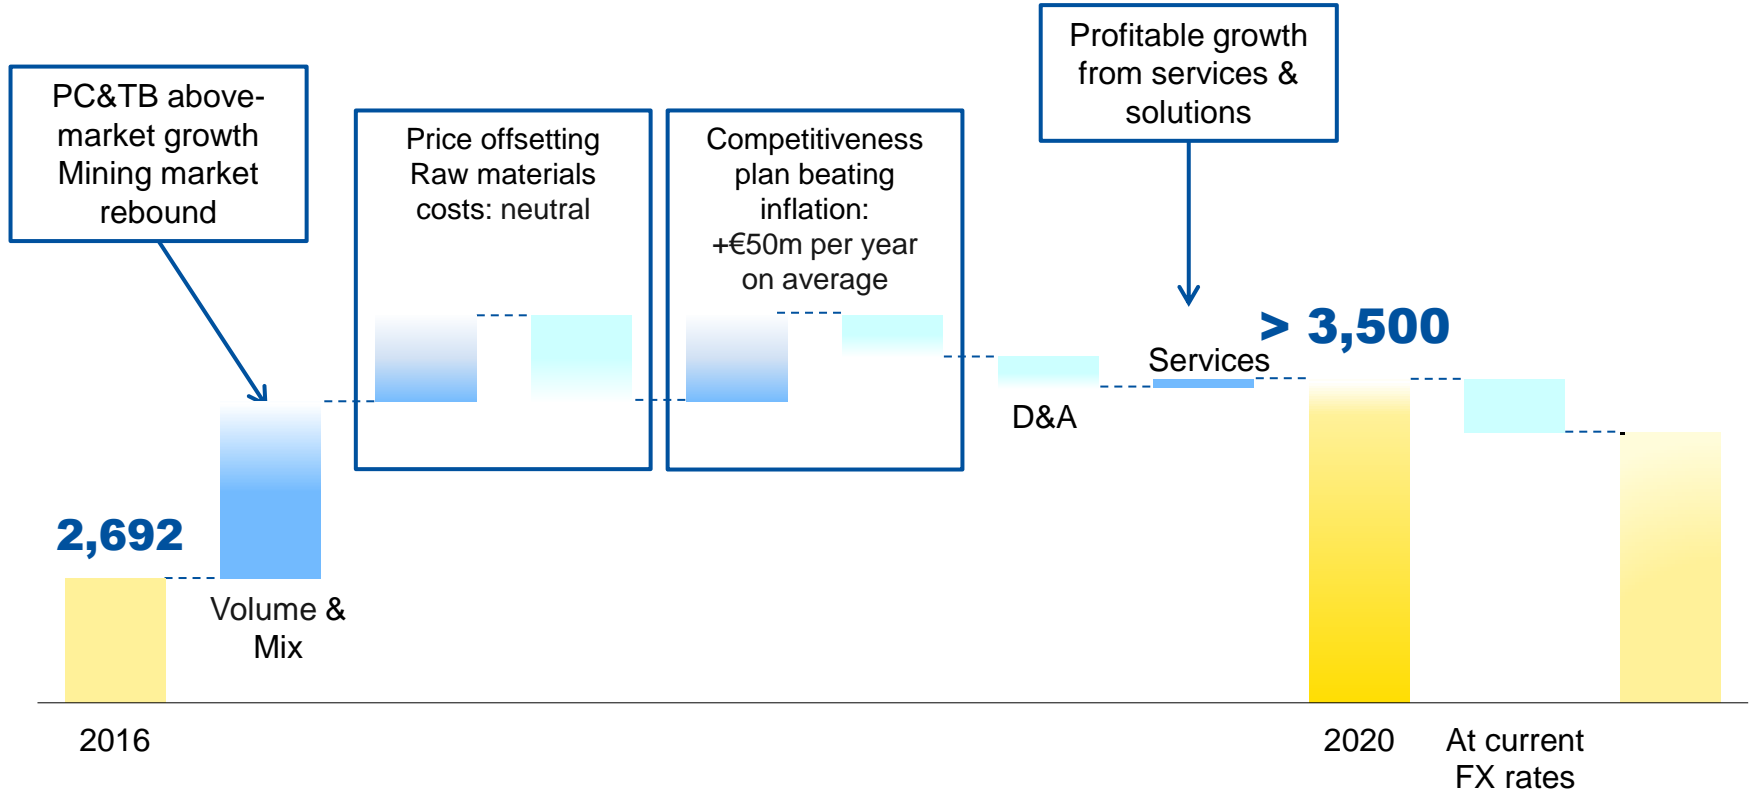 PC&TB above-
market growth
Mining market
rebound
Price offsetting
Raw materials
costs: neutral
Competitiveness
plan beating
inflation:
+€50m per year
on average
Profitable growth
from services &
solutions
2,692
Volume &
Mix
D&A
Services
> 3,500
2016
2020
At current
FX rates